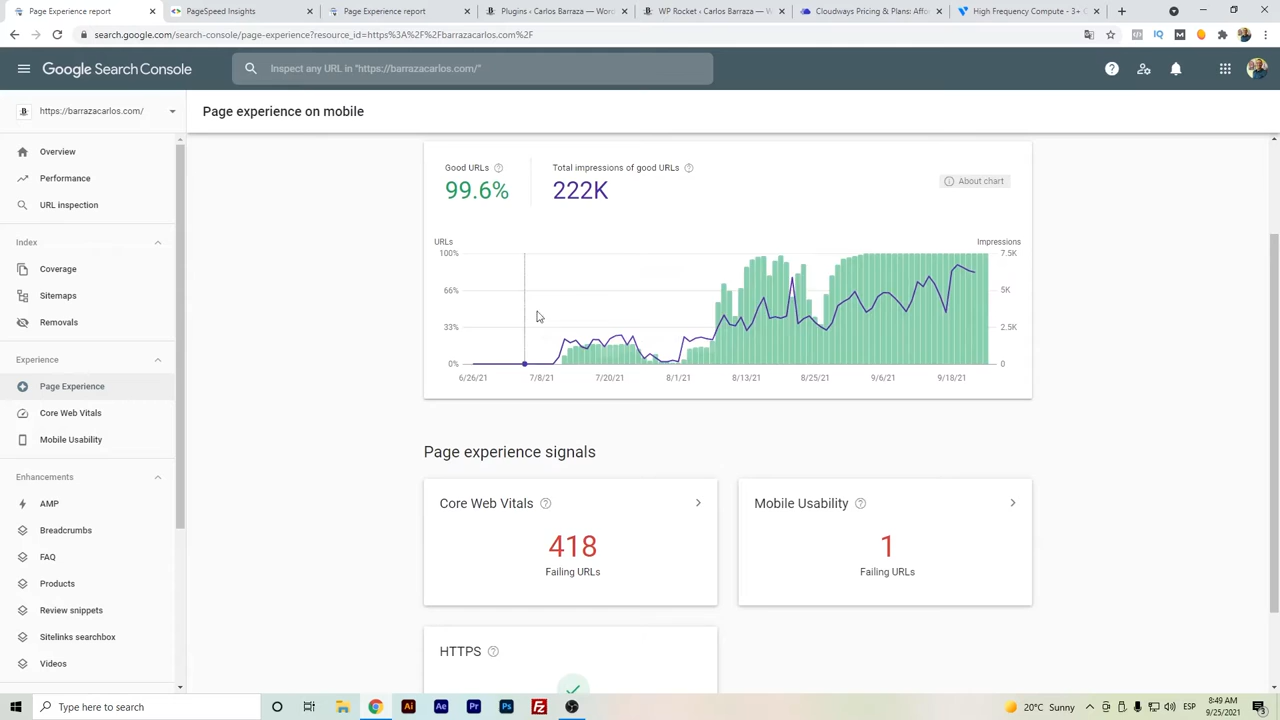 Page Experience report
PageSpeed Insights
Page Experience report
Plugins ‹ Carlos Barraza — Word
WP Rocket ‹ Carlos Barraza — W
Cloudways Pricing & Plans: Affor
High Frequency Compute - 3+ C
search.google.com/search-console/page-experience?resource_id=https%3A%2F%2Fbarrazacarlos.com%2F
Google Search Console
Inspect any URL in "https://barrazacarlos.com/"
https://barrazacarlos.com/
Page experience on mobile
Overview
Performance
URL inspection
Index
Coverage
Sitemaps
Removals
Experience
Page Experience
Core Web Vitals
Mobile Usability
Enhancements
AMP
Breadcrumbs
FAQ
Products
Review snippets
Sitelinks searchbox
Videos
Good URLs
99.6%
Total impressions of good URLs
222K
About chart
URLs
Impressions
100%
66%
33%
0%
7.5K
5K
2.5K
0
6/26/21 7/8/21 7/20/21 8/1/21 8/13/21 8/25/21 9/6/21 9/18/21
Page experience signals
Core Web Vitals
418
Failing URLs
Mobile Usability
1
Failing URLs
HTTPS
Type here to search
20°C Sunny
ESP
8:49 AM
9/25/2021